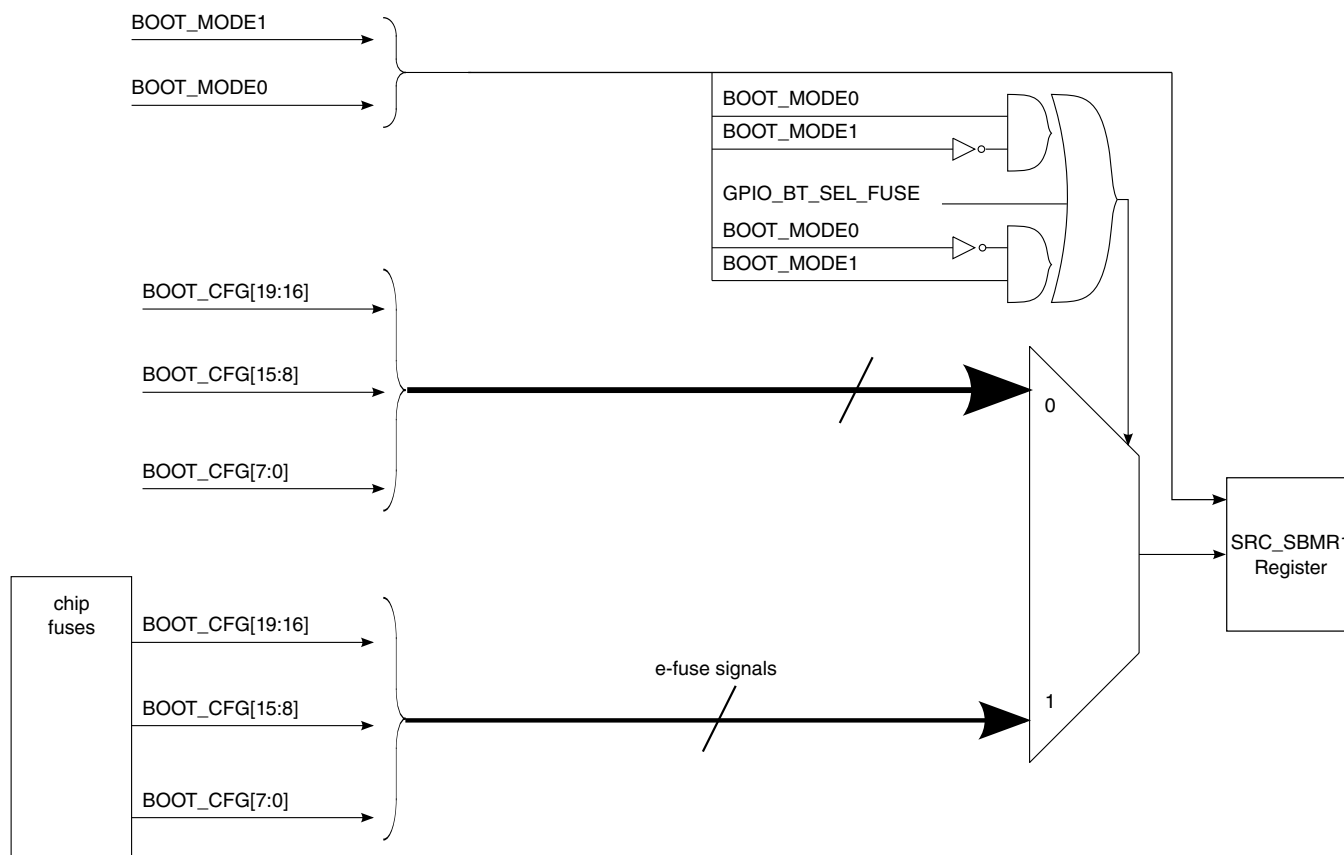 BOOT_MODE1
BOOT_MODE0
BOOT_MODE0
BOOT_MODE1
GPIO_BT_SEL_FUSE
BOOT_MODE0
BOOT_MODE1
BOOT_CFG[19:16]
BOOT_CFG[15:8]
0
BOOT_CFG[7:0]
SRC_SBMR1
Register
chip
fuses
BOOT_CFG[19:16]
e-fuse signals
BOOT_CFG[15:8]
1
BOOT_CFG[7:0]